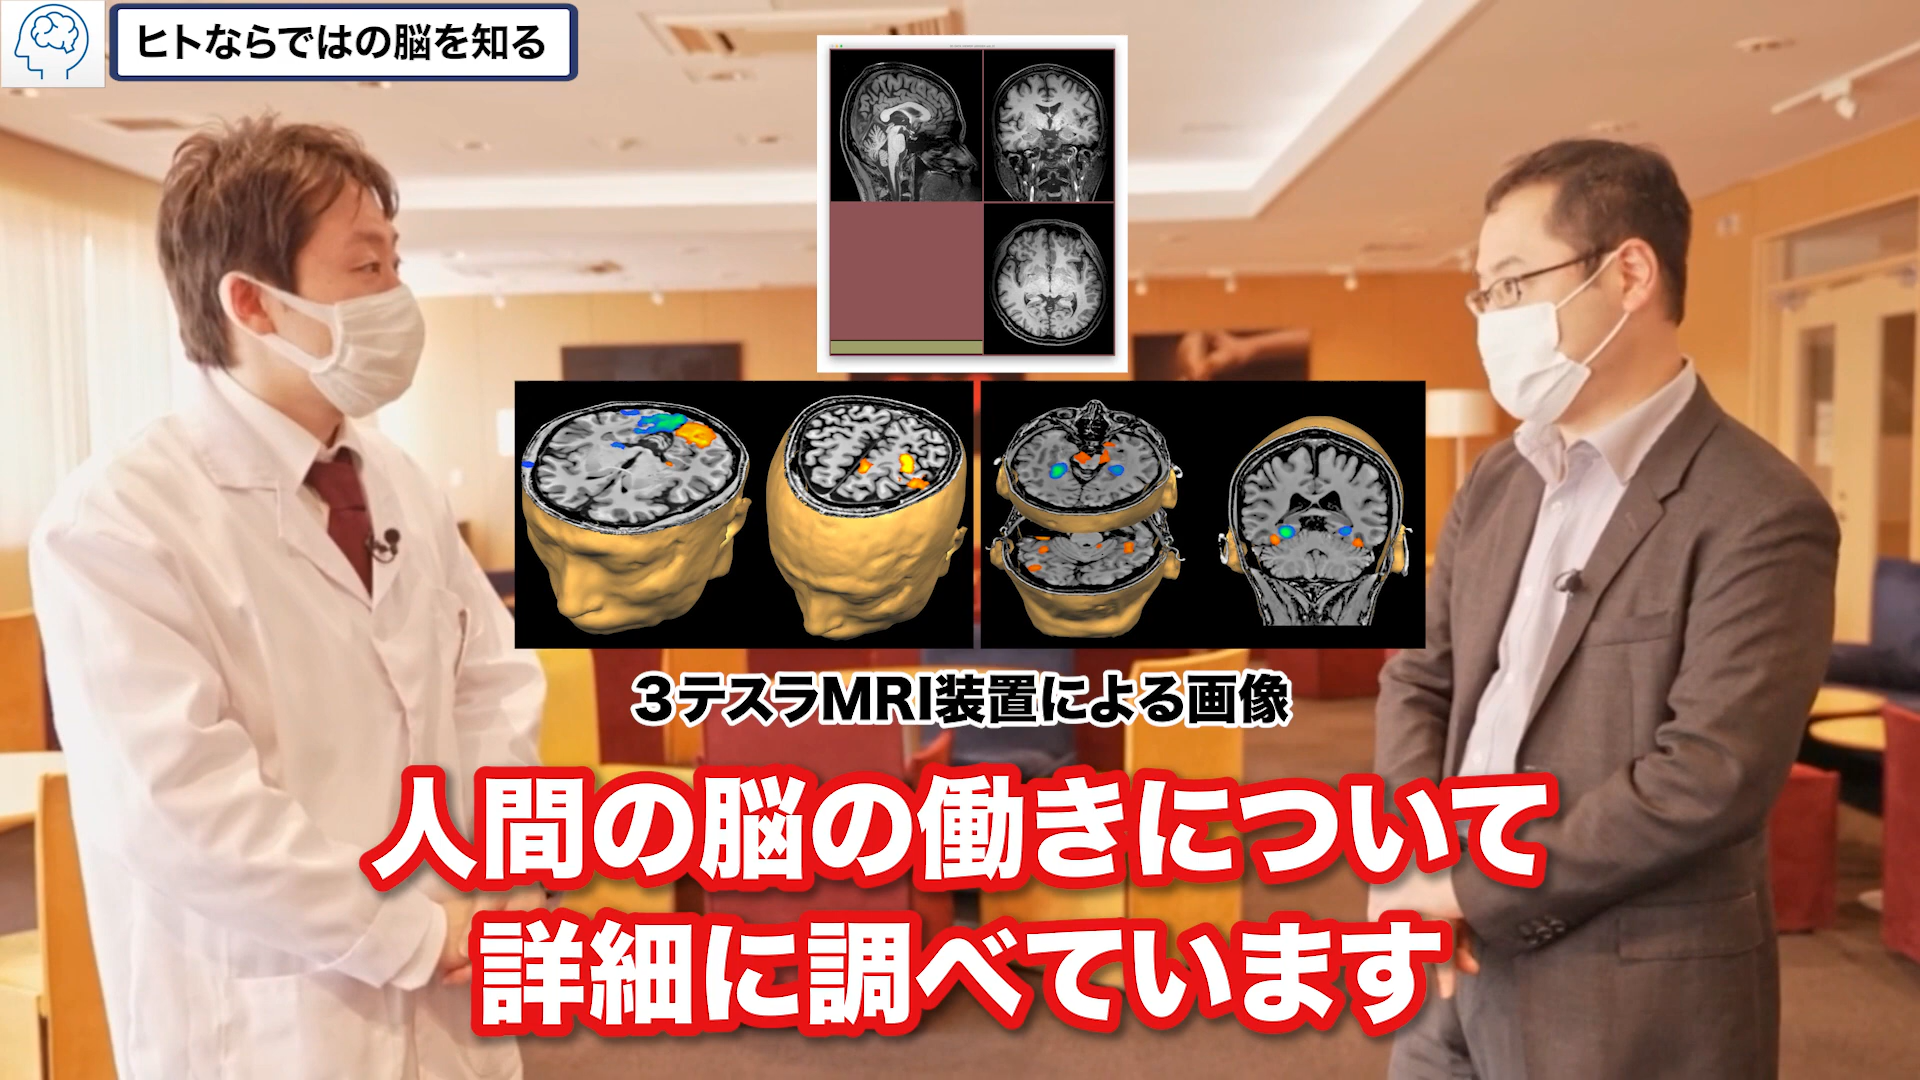 ヒトならではの脳を知る
3テスラMRI装置による画像
人間の脳の働きについて
詳細に調べています